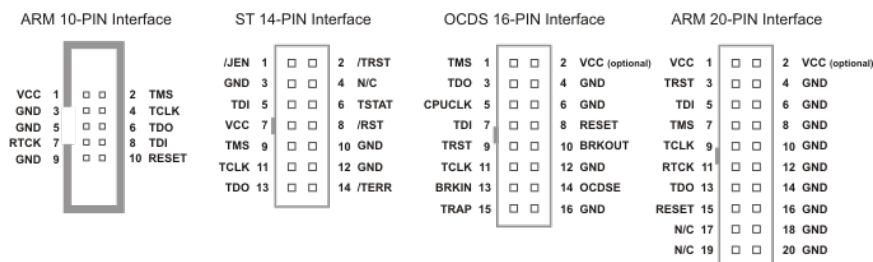 ARM 10-PIN Interface
VCC 1 2 TMS
GND 3 4 TCLK
GND 5 6 TDO
RTCK 7 8 TDI
GND 9 10 RESET
ST 14-PIN Interface
/JEN 1 2 /TRST
GND 3 4 N/C
TDI 5 6 TSTAT
VCC 7 8 /RST
TMS 9 10 GND
TCLK 11 12 GND
TDO 13 14 /TERR
OCDS 16-PIN Interface
TMS 1 2 VCC (optional)
TDO 3 4 GND
CPUCLK 5 6 GND
TDI 7 8 RESET
TRST 9 10 BRKOUT
TCLK 11 12 GND
BRKIN 13 14 OCDSE
TRAP 15 16 GND
ARM 20-PIN Interface
VCC 1 2 VCC (optional)
TRST 3 4 GND
TDI 5 6 GND
TMS 7 8 GND
TCLK 9 10 GND
RTCK 11 12 GND
TDO 13 14 GND
RESET 15 16 GND
N/C 17 18 GND
N/C 19 20 GND